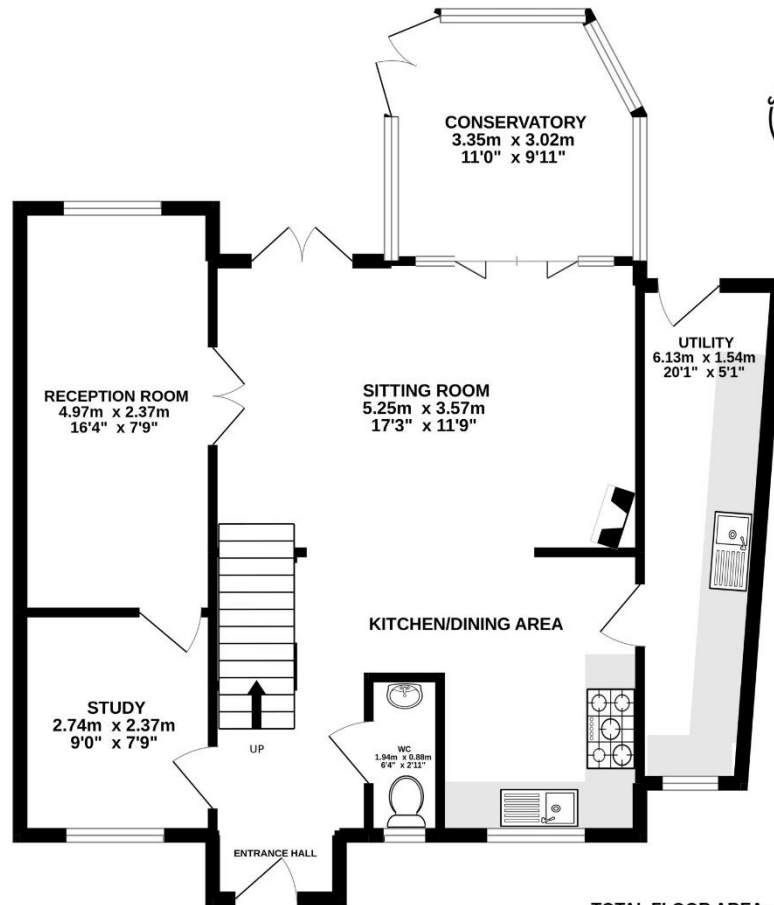 CONSERVATORY
3.35m x 3.02m
11'0" x 9'11"
UTILITY
6.13m x 1.54m
20'1" x 5'1"
RECEPTION ROOM
4.97m x 2.37m
16'4" x 7'9"
SITTING ROOM
5.25m x 3.57m
17'3" x 11'9"
KITCHEN/DINING AREA
STUDY
2.74m x 2.37m
9'0" x 7'9"
UP
WC
1.94m x 0.88m
6'4" x 2'11"
ENTRANCE HALL
TOTAL FLOOR AREA